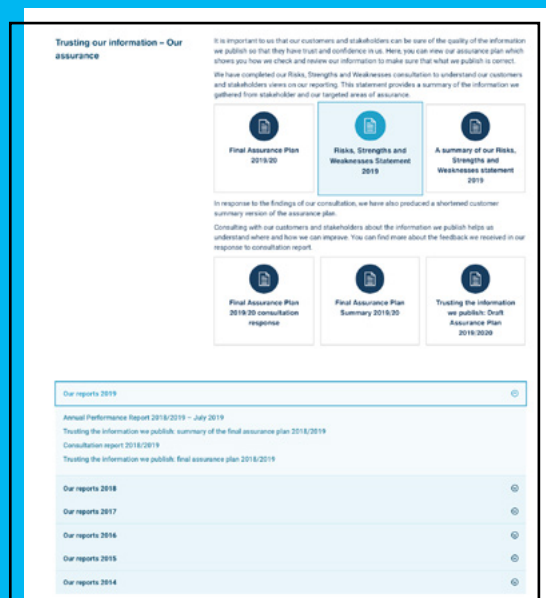 Trusting our information – Our
assurance
It is important to us that our customers and stakeholders can be sure of the quality of the information
we publish so that they have trust and confidence in us. Here, you can view our assurance plan which
shows you how we check and review our information to make sure that what we publish is correct.
We have completed our Risks, Strengths and Weaknesses consultation to understand our customers
and stakeholders views on our reporting. This statement provides a summary of the information we
gathered from stakeholder and our targeted areas of assurance.
Final Assurance Plan
2019/20
Risks, Strengths and
Weaknesses Statement
2019
A summary of our Risks,
Strengths and
Weaknesses statement
2019
In response to the findings of our consultation, we have also produced a shortened customer
summary version of the assurance plan.
Consulting with our customers and stakeholders about the information we publish helps us
understand where and how we can improve. You can find more about the feedback we received in our
response to consultation report.
Final Assurance Plan
2019/20 consultation
response
Final Assurance Plan
Summary 2019/20
Trusting the information
we publish: Draft
Assurance Plan
2019/2020
Our reports 2019
Annual Performance Report 2018/2019 – July 2019
Trusting the information we publish: summary of the final assurance plan 2018/2019
Consultation report 2018/2019
Trusting the information we publish: final assurance plan 2018/2019
Our reports 2018
Our reports 2017
Our reports 2016
Our reports 2015
Our reports 2014